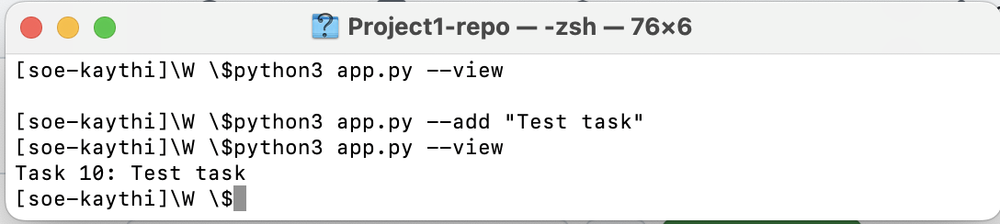 Project1-repo — -zsh — 76×6
[soe-kaythi]\W \$python3 app.py --view
[soe-kaythi]\W \$python3 app.py --add "Test task"
[soe-kaythi]\W \$python3 app.py --view
Task 10: Test task
[soe-kaythi]\W \$